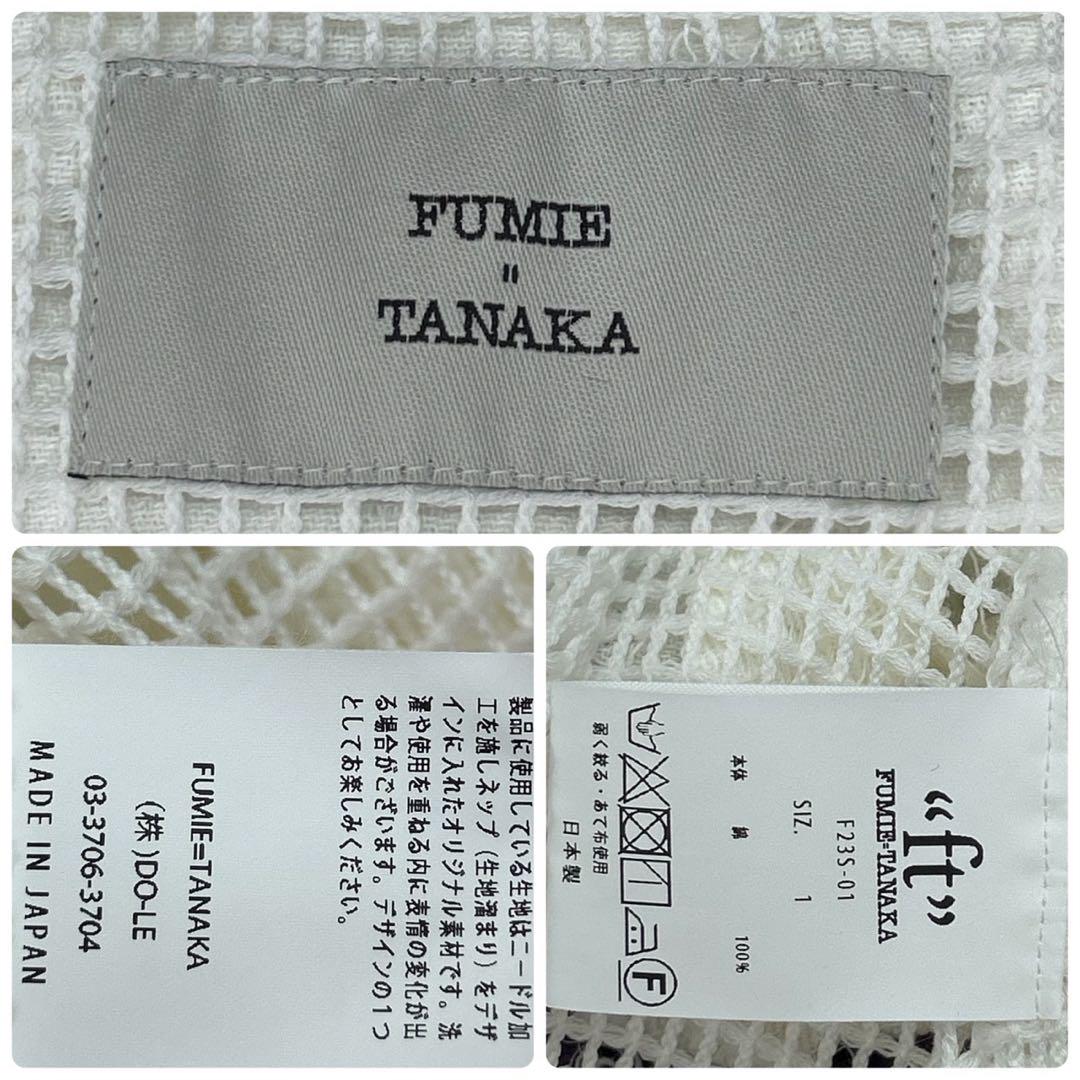 FUMIE
=
TANAKA
製品に使用している生地はニードル加
工を施しネップ(生地溜まり)をデザ
インに入れたオリジナル素材です。洗
濯や使用を重ねる内に表情の変化が出
る場合がございます。デザインの1つ
としてお楽しみください。
FUMIE=TANAKA
(株)DO-LE
03-3706-3704
MADE IN JAPAN
“ft”
FUMIE=TANAKA
F23S-01
SIZ. 1
本体 綿 100%
F
弱く絞る・あて布使用
日本製